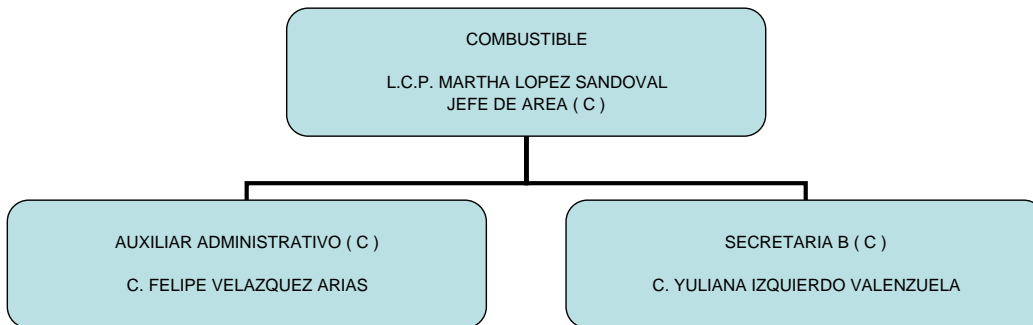 COMBUSTIBLE
L.C.P. MARTHA LOPEZ SANDOVAL
JEFE DE AREA ( C )
AUXILIAR ADMINISTRATIVO ( C )
C. FELIPE VELAZQUEZ ARIAS
SECRETARIA B ( C )
C. YULIANA IZQUIERDO VALENZUELA